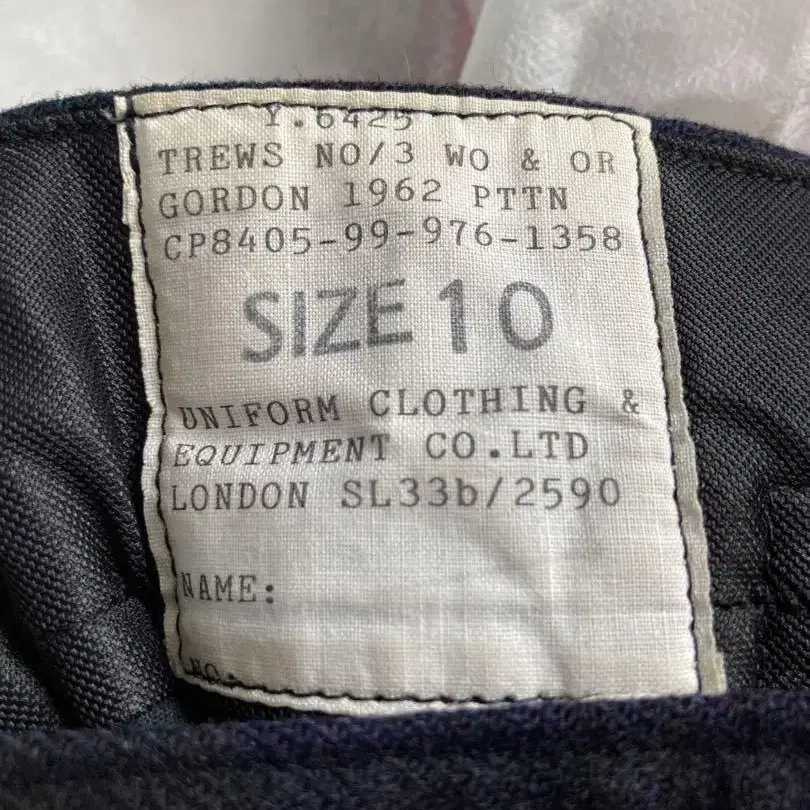 Y.6425
TREWS NO/3 WO & OR
GORDON 1962 PTTN
CP8405-99-976-1358
SIZE 10
UNIFORM CLOTHING &
EQUIPMENT CO.LTD
LONDON SL33b/2590
NAME:
NO: